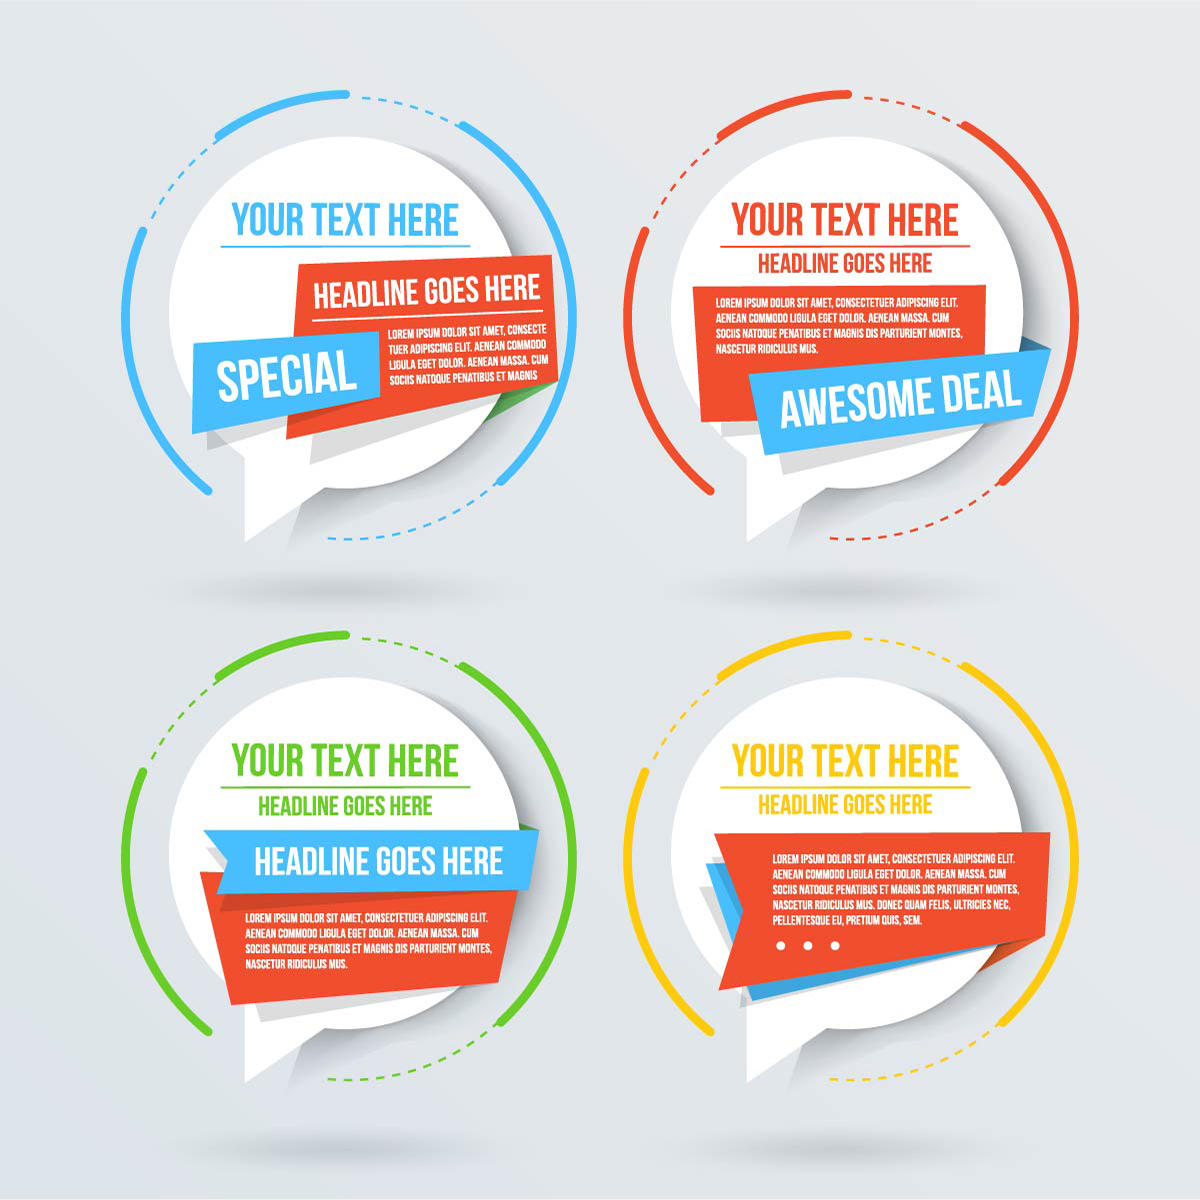 YOUR TEXT HERE
HEADLINE GOES HERE
LOREM IPSUM DOLOR SIT AMET, CONSECTE
TUER ADIPISCING ELIT. AENEAN COMMODO
LIGULA EGET DOLOR. AENEAN MASSA. CUM
SOCIIS NATOQUE PENATIBUS ET MAGNIS
SPECIAL
YOUR TEXT HERE
HEADLINE GOES HERE
LOREM IPSUM DOLOR SIT AMET, CONSECTETUER ADIPISCING ELIT.
AENEAN COMMODO LIGULA EGET DOLOR. AENEAN MASSA. CUM
SOCIIS NATOQUE PENATIBUS ET MAGNIS DIS PARTURIENT MONTES,
NASCETUR RIDICULUS MUS.
AWESOME DEAL
YOUR TEXT HERE
HEADLINE GOES HERE
HEADLINE GOES HERE
LOREM IPSUM DOLOR SIT AMET, CONSECTETUER ADIPISCING ELIT.
AENEAN COMMODO LIGULA EGET DOLOR. AENEAN MASSA. CUM
SOCIIS NATOQUE PENATIBUS ET MAGNIS DIS PARTURIENT MONTES,
NASCETUR RIDICULUS MUS.
YOUR TEXT HERE
HEADLINE GOES HERE
LOREM IPSUM DOLOR SIT AMET, CONSECTETUER ADIPISCING ELIT.
AENEAN COMMODO LIGULA EGET DOLOR. AENEAN MASSA. CUM
SOCIIS NATOQUE PENATIBUS ET MAGNIS DIS PARTURIENT MONTES,
NASCETUR RIDICULUS MUS. DONEC QUAM FELIS, ULTRICIES NEC,
PELLENTESQUE EU, PRETIUM QUIS, SEM.